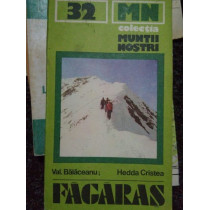 32 MN
colecția
MUNȚII
NOȘTRI
Val. Bălăceanu; Hedda Cristea
FAGARAS